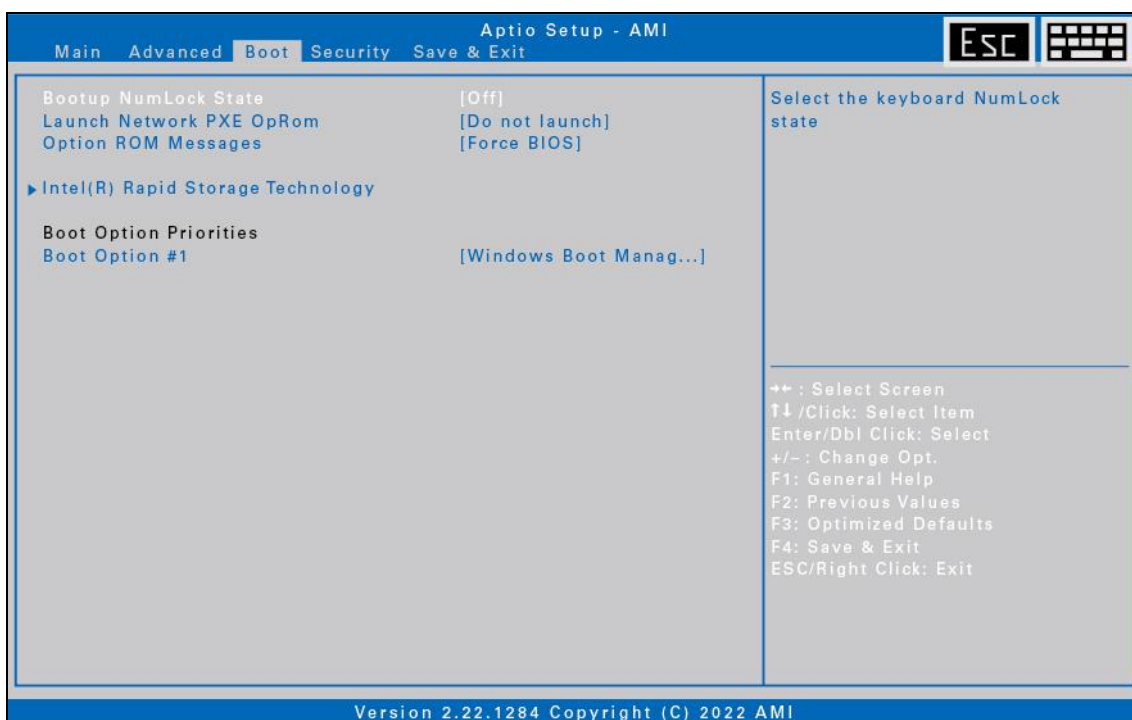 Aptio Setup - AMI
Main Advanced Boot Security Save & Exit
Esc
Bootup NumLock State [Off]
Launch Network PXE OpRom [Do not launch]
Option ROM Messages [Force BIOS]
Intel(R) Rapid Storage Technology
Boot Option Priorities
Boot Option #1 [Windows Boot Manag...]
Select the keyboard NumLock
state
→← : Select Screen
↑↓ /Click: Select Item
Enter/Dbl Click: Select
+/– : Change Opt.
F1: General Help
F2: Previous Values
F3: Optimized Defaults
F4: Save & Exit
ESC/Right Click: Exit
Version 2.22.1284 Copyright (C) 2022 AMI